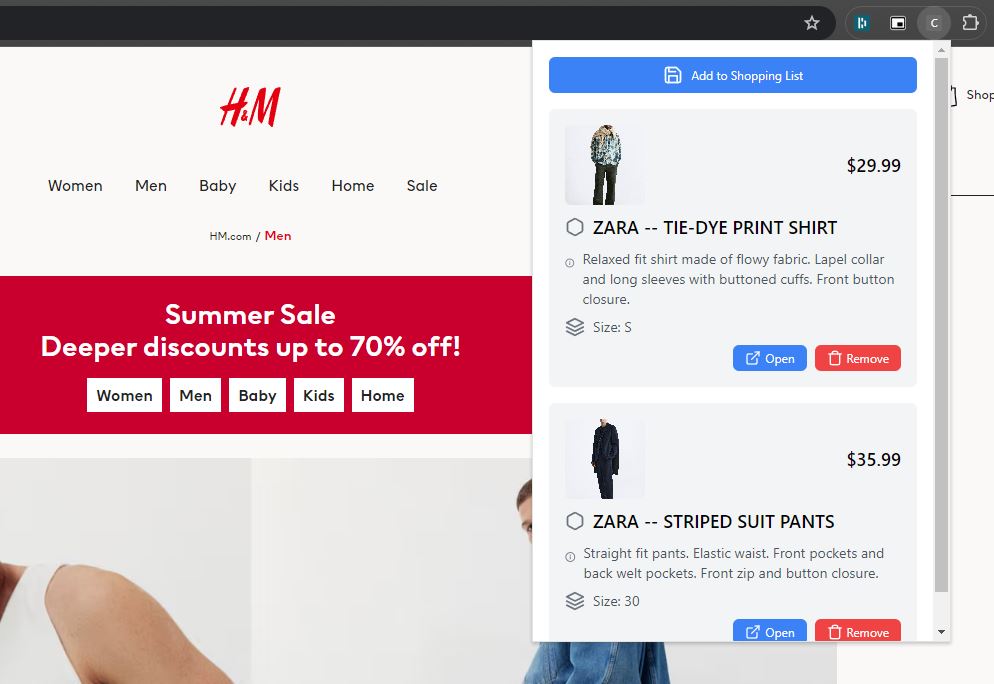 C
H&M
Women Men Baby Kids Home Sale
HM.com / Men
Summer Sale
Deeper discounts up to 70% off!
Women Men Baby Kids Home
Add to Shopping List
$29.99
ZARA -- TIE-DYE PRINT SHIRT
Relaxed fit shirt made of flowy fabric. Lapel collar
and long sleeves with buttoned cuffs. Front button
closure.
Size: S
Open Remove
$35.99
ZARA -- STRIPED SUIT PANTS
Straight fit pants. Elastic waist. Front pockets and
back welt pockets. Front zip and button closure.
Size: 30
Open Remove
Shop